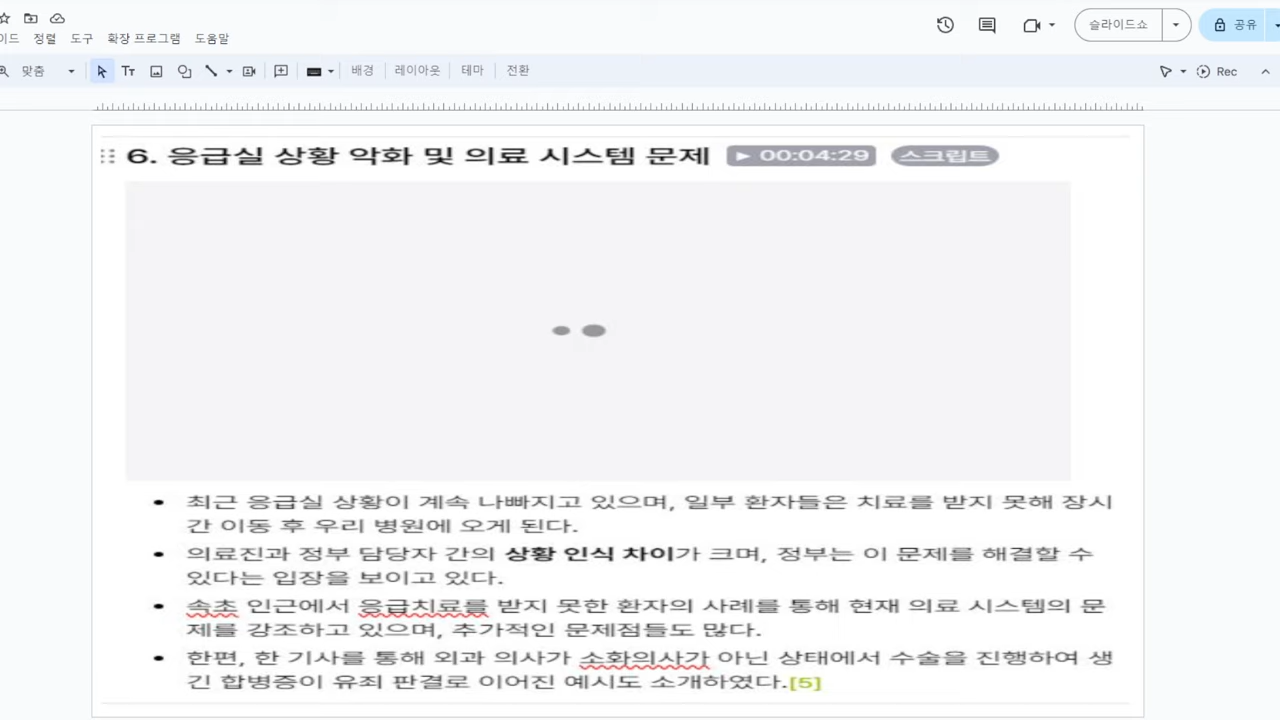 슬라이드쇼
공유
이드 정렬 도구 확장 프로그램 도움말
맞춤 Tт 배경 레이아웃 테마 전환 Rec
6. 응급실 상황 악화 및 의료 시스템 문제 00:04:29 스크립트
최근 응급실 상황이 계속 나빠지고 있으며, 일부 환자들은 치료를 받지 못해 장시
간 이동 후 우리 병원에 오게 된다.
의료진과 정부 담당자 간의 상황 인식 차이가 크며, 정부는 이 문제를 해결할 수
있다는 입장을 보이고 있다.
속초 인근에서 응급치료를 받지 못한 환자의 사례를 통해 현재 의료 시스템의 문
제를 강조하고 있으며, 추가적인 문제점들도 많다.
한편, 한 기사를 통해 외과 의사가 소화의사가 아닌 상태에서 수술을 진행하여 생
긴 합병증이 유죄 판결로 이어진 예시도 소개하였다.[5]